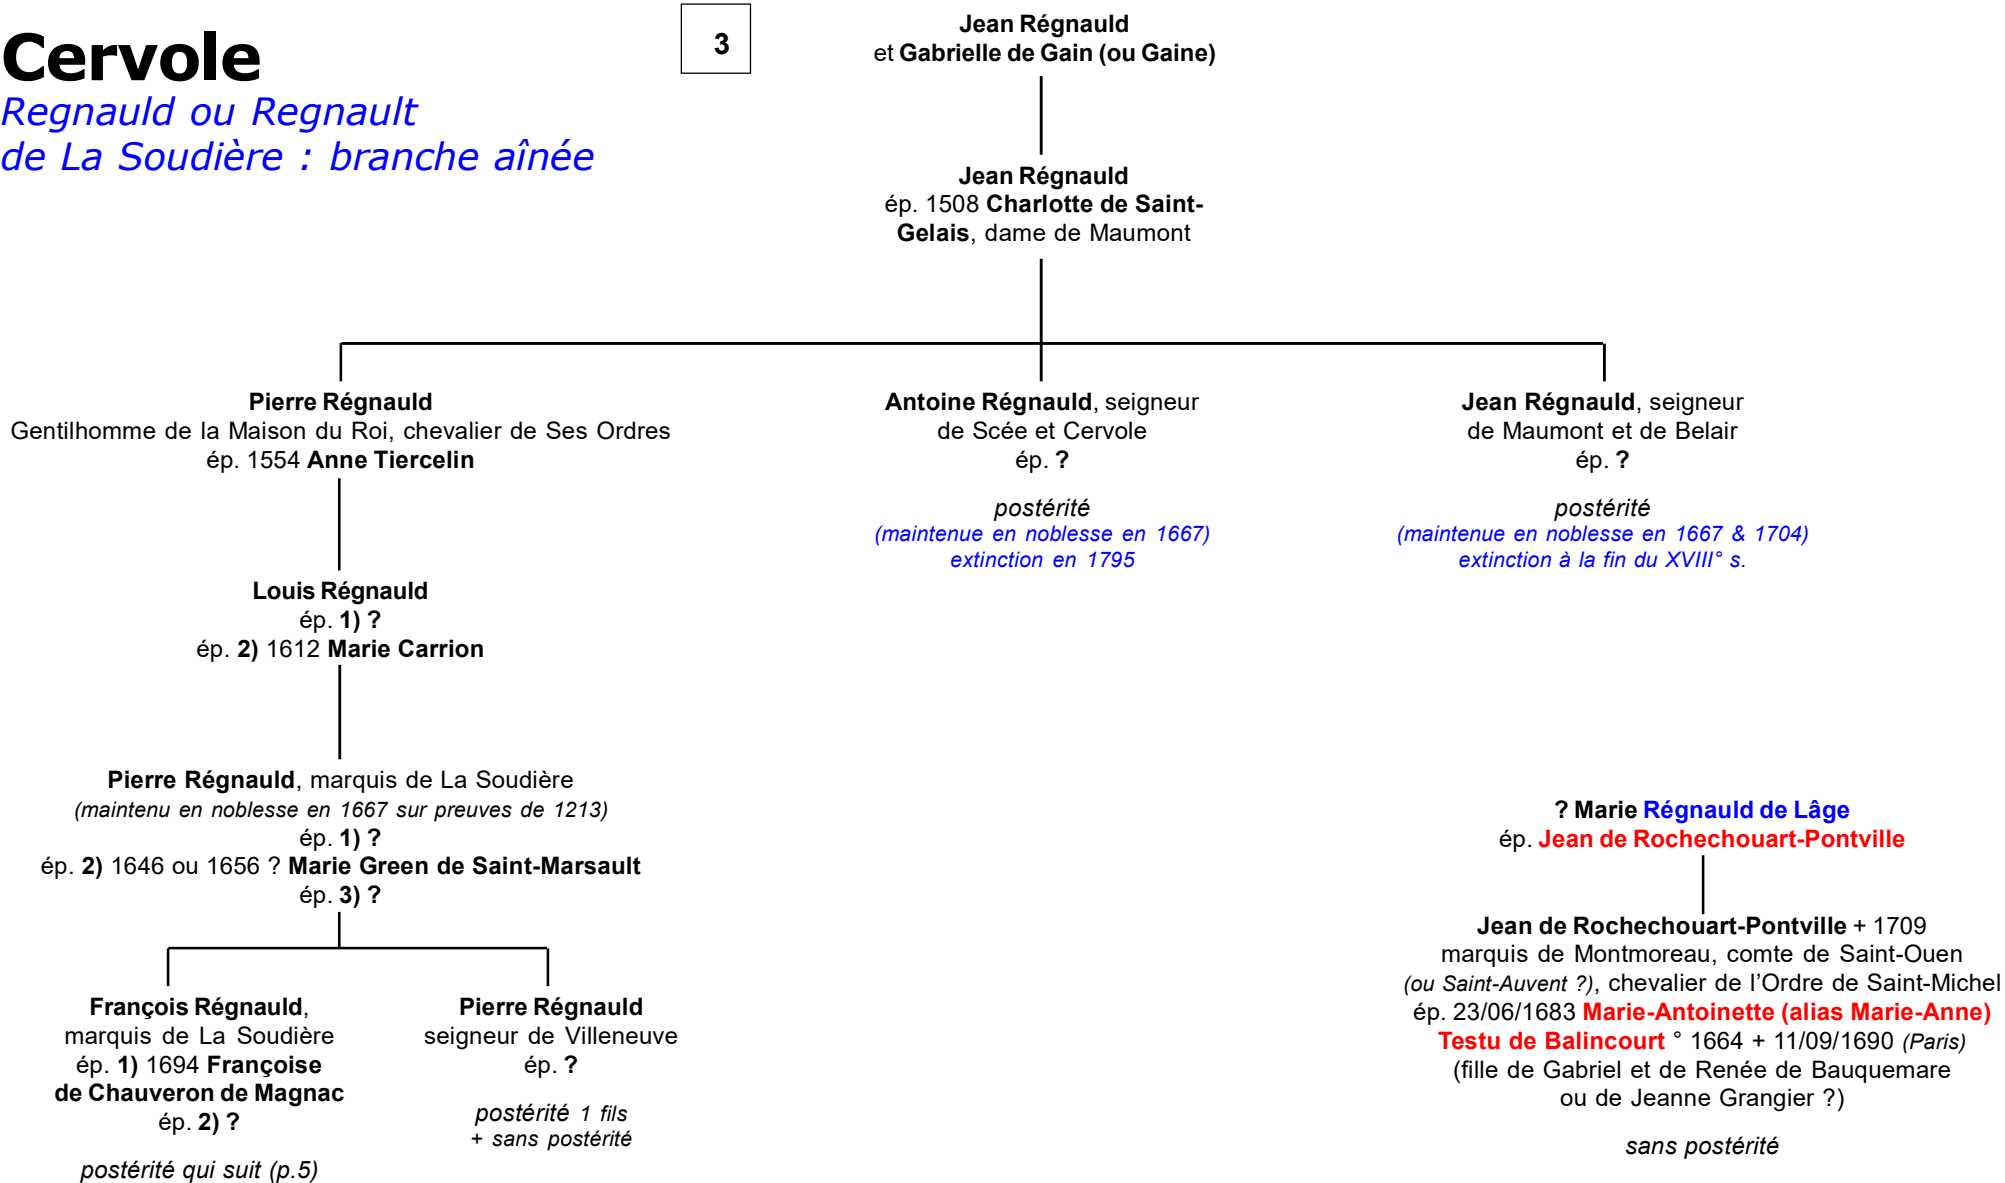 Cervole
Regnauld ou Regnault
de La Soudière : branche aînée
3
Jean Régnauld
et Gabrielle de Gain (ou Gaine)
Jean Régnauld
ép. 1508 Charlotte de Saint-
Gelais, dame de Maumont
Pierre Régnauld
Gentilhomme de la Maison du Roi, chevalier de Ses Ordres
ép. 1554 Anne Tiercelin
Antoine Régnauld, seigneur
de Scée et Cervole
ép. ?
postérité
(maintenue en noblesse en 1667)
extinction en 1795
Jean Régnauld, seigneur
de Maumont et de Belair
ép. ?
postérité
(maintenue en noblesse en 1667 & 1704)
extinction à la fin du XVIII° s.
Louis Régnauld
ép. 1) ?
ép. 2) 1612 Marie Carrion
Pierre Régnauld, marquis de La Soudière
(maintenu en noblesse en 1667 sur preuves de 1213)
ép. 1) ?
ép. 2) 1646 ou 1656 ? Marie Green de Saint-Marsault
ép. 3) ?
François Régnauld,
marquis de La Soudière
ép. 1) 1694 Françoise
de Chauveron de Magnac
ép. 2) ?
postérité qui suit (p.5)
Pierre Régnauld
seigneur de Villeneuve
ép. ?
postérité 1 fils
+ sans postérité
? Marie Régnauld de Lâge
ép. Jean de Rochechouart-Pontville
Jean de Rochechouart-Pontville + 1709
marquis de Montmoreau, comte de Saint-Ouen
(ou Saint-Auvent ?), chevalier de l'Ordre de Saint-Michel
ép. 23/06/1683 Marie-Antoinette (alias Marie-Anne)
Testu de Balincourt ° 1664 + 11/09/1690 (Paris)
(fille de Gabriel et de Renée de Bauquemare
ou de Jeanne Grangier ?)
sans postérité